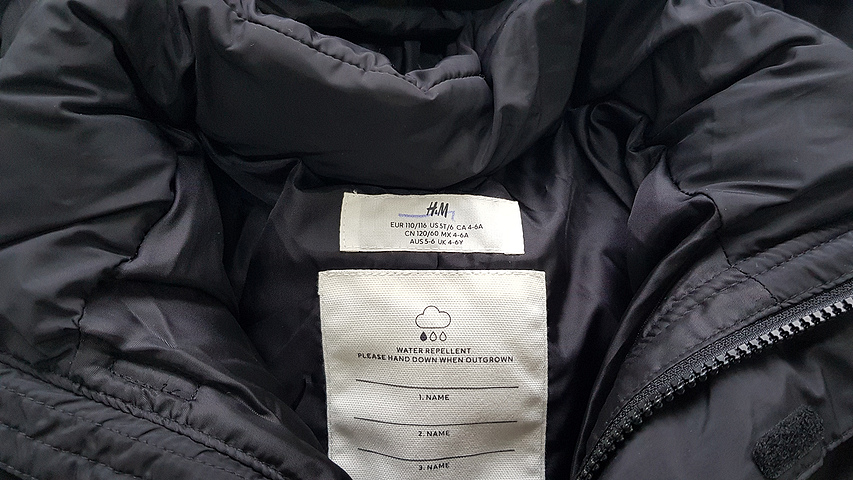 H&M
EUR 110/116 US 5T/6 CA 4-6A
CN 120/60 MX 4-6A
AUS 5-6 UK 4-6Y
WATER REPELLENT
PLEASE HAND DOWN WHEN OUTGROWN
1. NAME
2. NAME
3. NAME